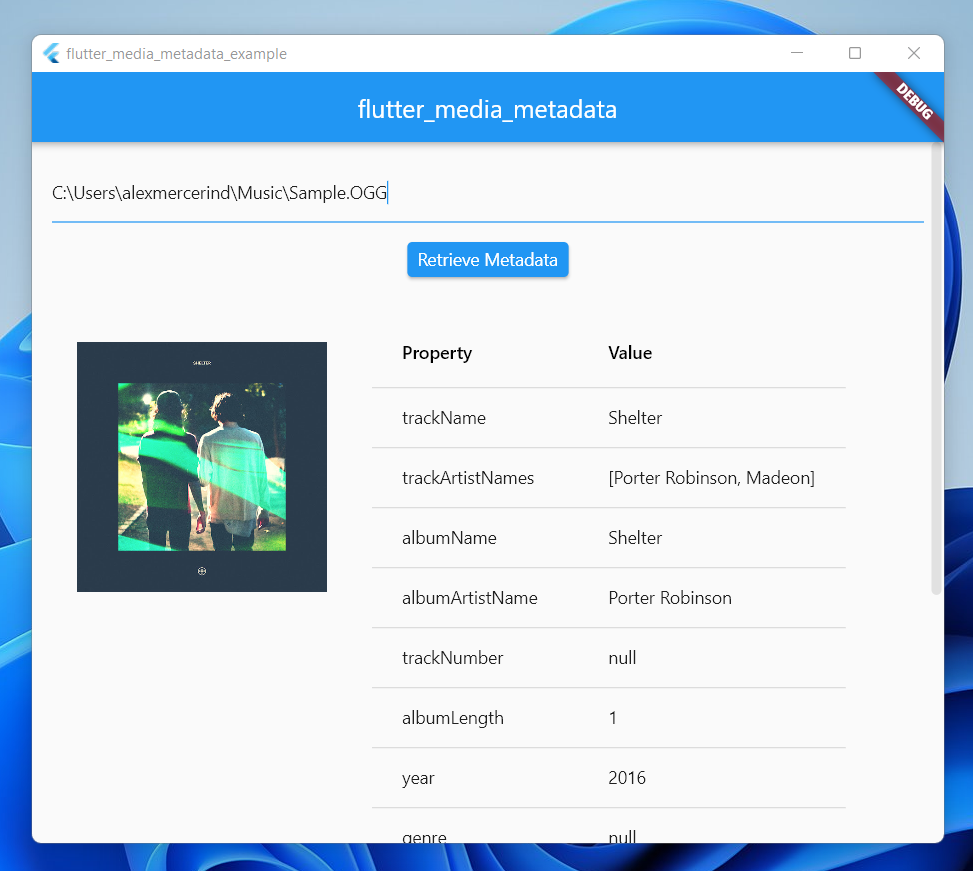 flutter_media_metadata_example
flutter_media_metadata
DEBUG
C:\Users\alexmercerind\Music\Sample.OGG
Retrieve Metadata
SHELTER
Property Value
trackName Shelter
trackArtistNames [Porter Robinson, Madeon]
albumName Shelter
albumArtistName Porter Robinson
trackNumber null
albumLength 1
year 2016
genre null